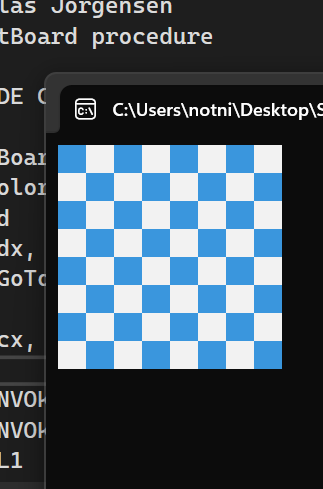 las Jorgensen
tBoard procedure
DE C
C:\Users\notni\Desktop\S
Boar
olor
d
dx,
GoTo
cx,
NVOK
NVOK
L1